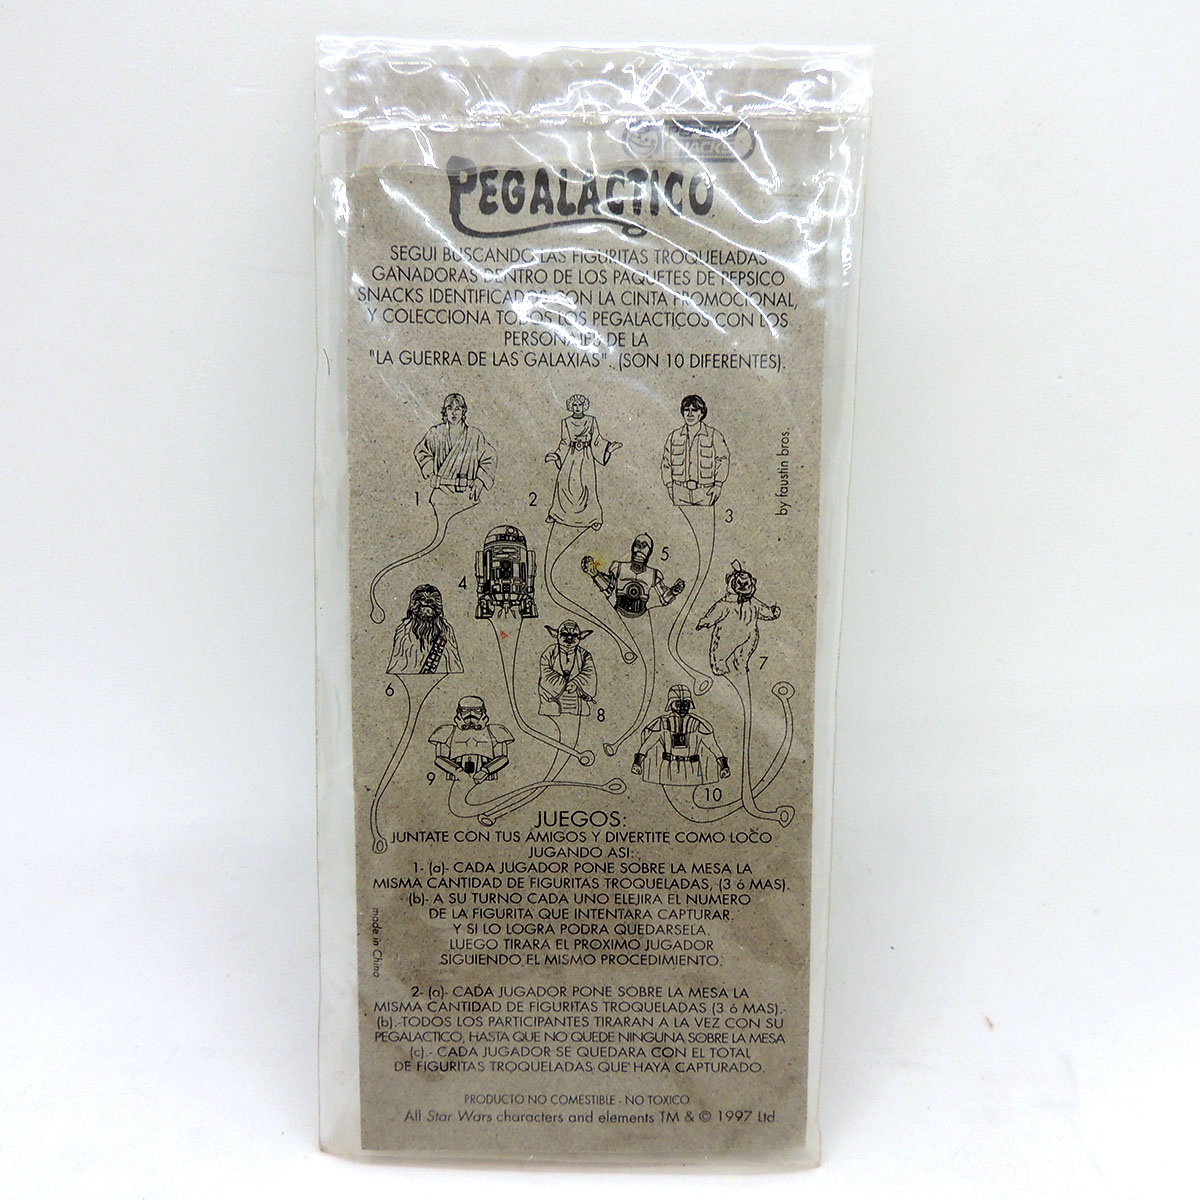 PEPSICO
SNACKS
PEGALACTICO
SEGUI BUSCANDO LAS FIGURITAS TROQUELADAS
GANADORAS DENTRO DE LOS PAQUETES DE PEPSICO
SNACKS IDENTIFICADOS CON LA CINTA PROMOCIONAL,
Y COLECCIONA TODOS LOS PEGALACTICOS CON LOS
PERSONAJES DE LA
"LA GUERRA DE LAS GALAXIAS". (SON 10 DIFERENTES).
by faustin bros.
1
2
3
4
5
6
7
8
9
10
JUEGOS:
JUNTATE CON TUS AMIGOS Y DIVERTITE COMO LOCO
JUGANDO ASI:
1- (a)- CADA JUGADOR PONE SOBRE LA MESA LA
MISMA CANTIDAD DE FIGURITAS TROQUELADAS, (3 ó MAS).
(b)- A SU TURNO CADA UNO ELEJIRA EL NUMERO
DE LA FIGURITA QUE INTENTARA CAPTURAR.
Y SI LO LOGRA PODRA QUEDARSELA.
LUEGO TIRARA EL PROXIMO JUGADOR
SIGUIENDO EL MISMO PROCEDIMIENTO.
made in China
2- (a)- CADA JUGADOR PONE SOBRE LA MESA LA
MISMA CANTIDAD DE FIGURITAS TROQUELADAS (3 ó MAS).-
(b).-TODOS LOS PARTICIPANTES TIRARAN A LA VEZ CON SU
PEGALACTICO, HASTA QUE NO QUEDE NINGUNA SOBRE LA MESA
(c).- CADA JUGADOR SE QUEDARA CON EL TOTAL
DE FIGURITAS TROQUELADAS QUE HAYA CAPTURADO.
PRODUCTO NO COMESTIBLE - NO TOXICO
All Star Wars characters and elements TM & © 1997 Ltd.